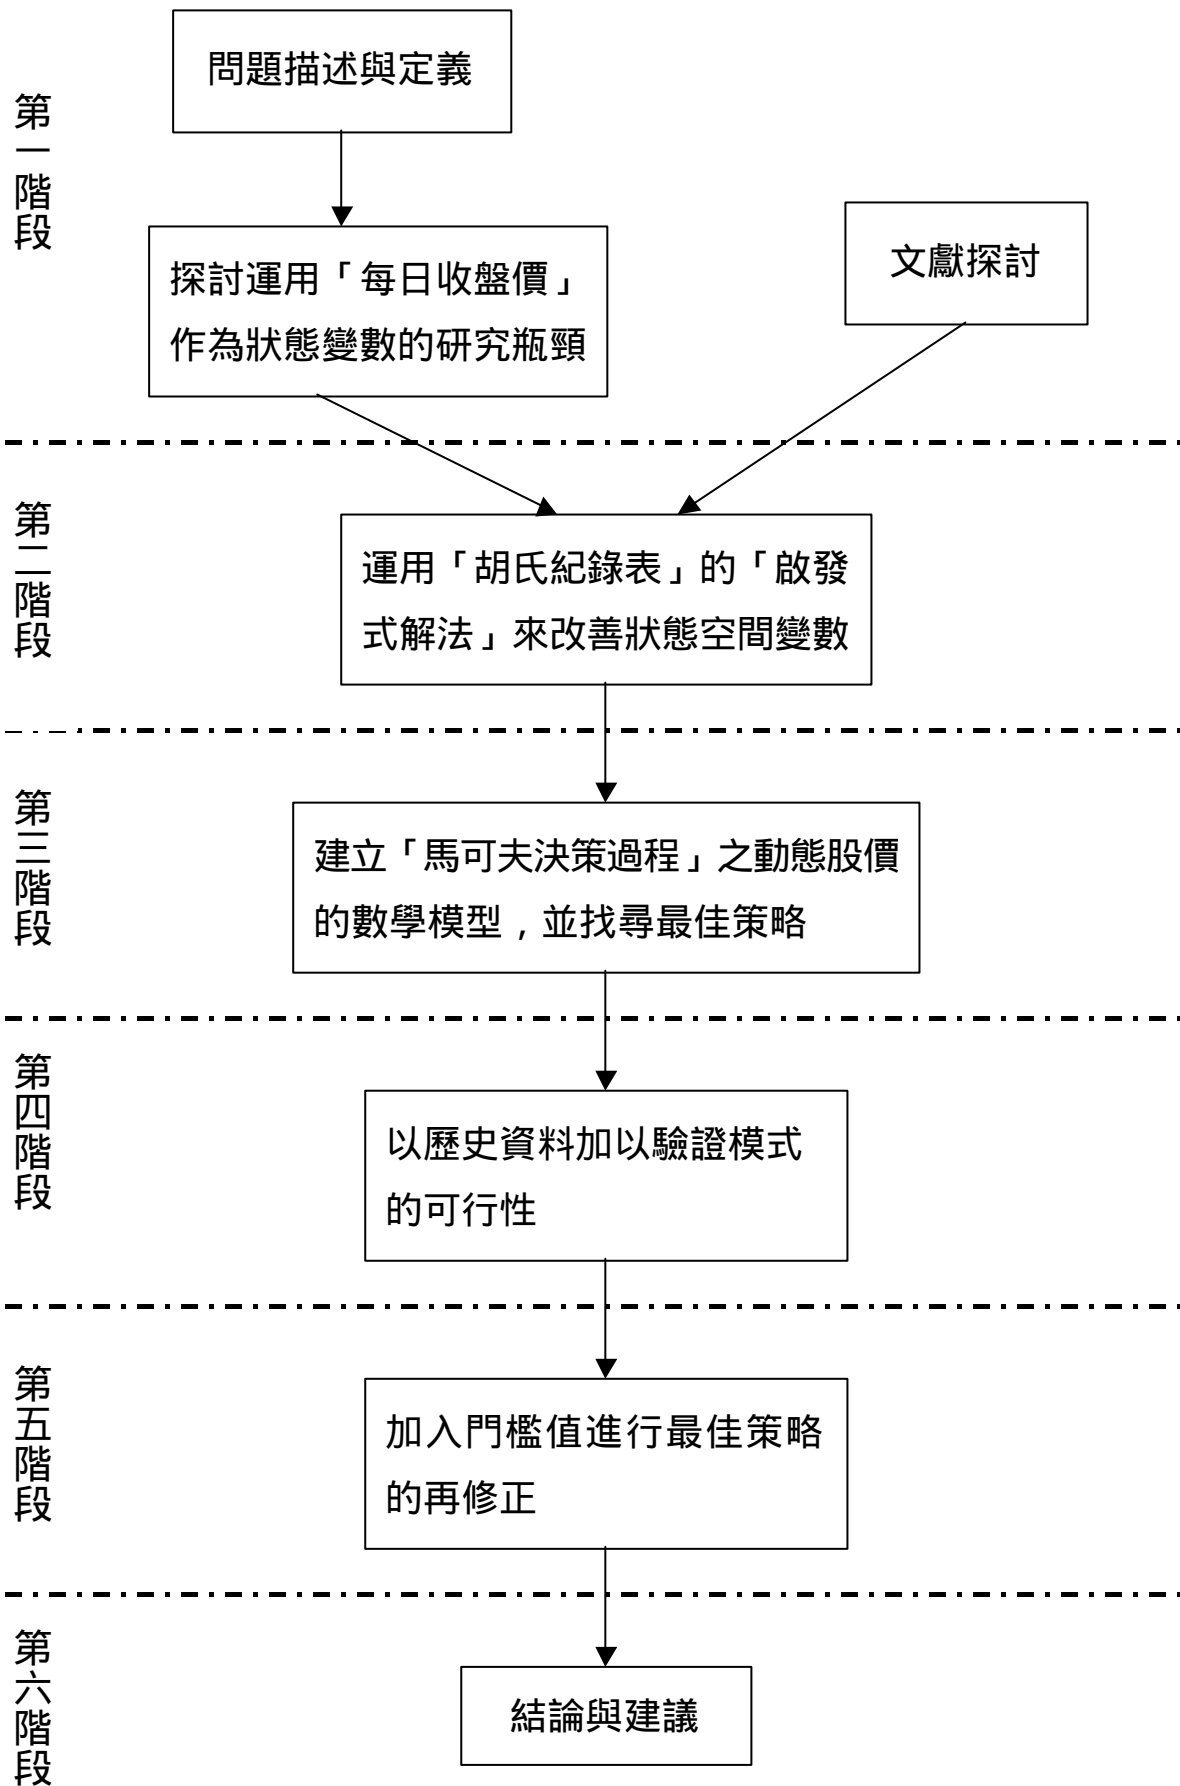 第一階段
問題描述與定義
探討運用「每日收盤價」
作為狀態變數的研究瓶頸
文獻探討
第二階段
運用「胡氏紀錄表」的「啟發
式解法」來改善狀態空間變數
第三階段
建立「馬可夫決策過程」之動態股價
的數學模型，並找尋最佳策略
第四階段
以歷史資料加以驗證模式
的可行性
第五階段
加入門檻值進行最佳策略
的再修正
第六階段
結論與建議